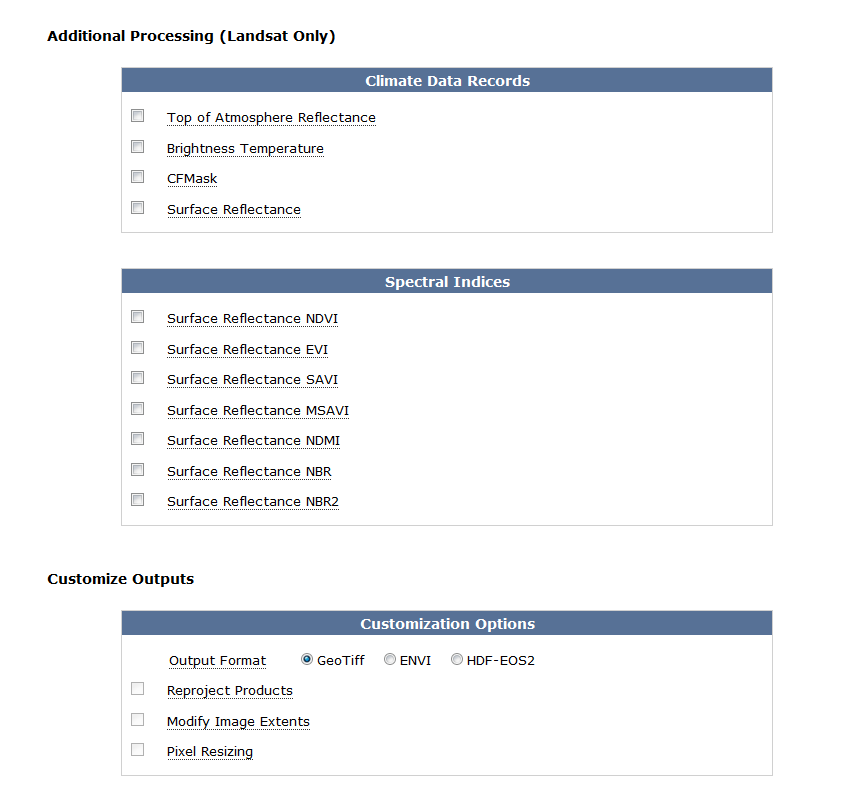 Additional Processing (Landsat Only)
Climate Data Records
Top of Atmosphere Reflectance
Brightness Temperature
CFMask
Surface Reflectance
Spectral Indices
Surface Reflectance NDVI
Surface Reflectance EVI
Surface Reflectance SAVI
Surface Reflectance MSAVI
Surface Reflectance NDMI
Surface Reflectance NBR
Surface Reflectance NBR2
Customize Outputs
Customization Options
Output Format GeoTiff ENVI HDF-EOS2
Reproject Products
Modify Image Extents
Pixel Resizing